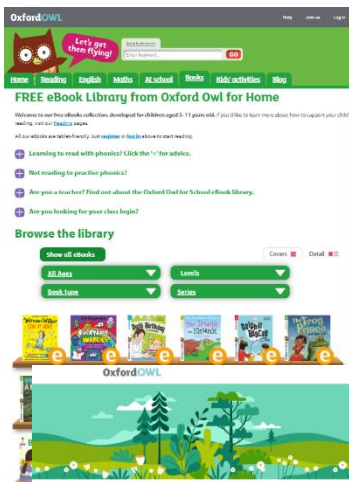 OxfordOWL
Help Join us Login
Let's get them flying!
Enter keyword...
GO
Home Reading English Maths At school Books Kids' activities Blog
FREE eBook Library from Oxford Owl for Home
Welcome to our free eBooks collection, developed for children aged 3-11 years old. If you'd like to learn more about how to support your child
reading, visit our Reading pages.
All our eBooks are tablet-friendly. Just register or log in above to start reading.
Learning to read with phonics? Click the '+' for advice.
Not reading to practise phonics?
Are you a teacher? Find out about the Oxford Owl for School eBook library.
Are you looking for your class login?
Browse the library
Show all eBooks
Covers Detail
All Ages Levels
Book type Series
OxfordOWL